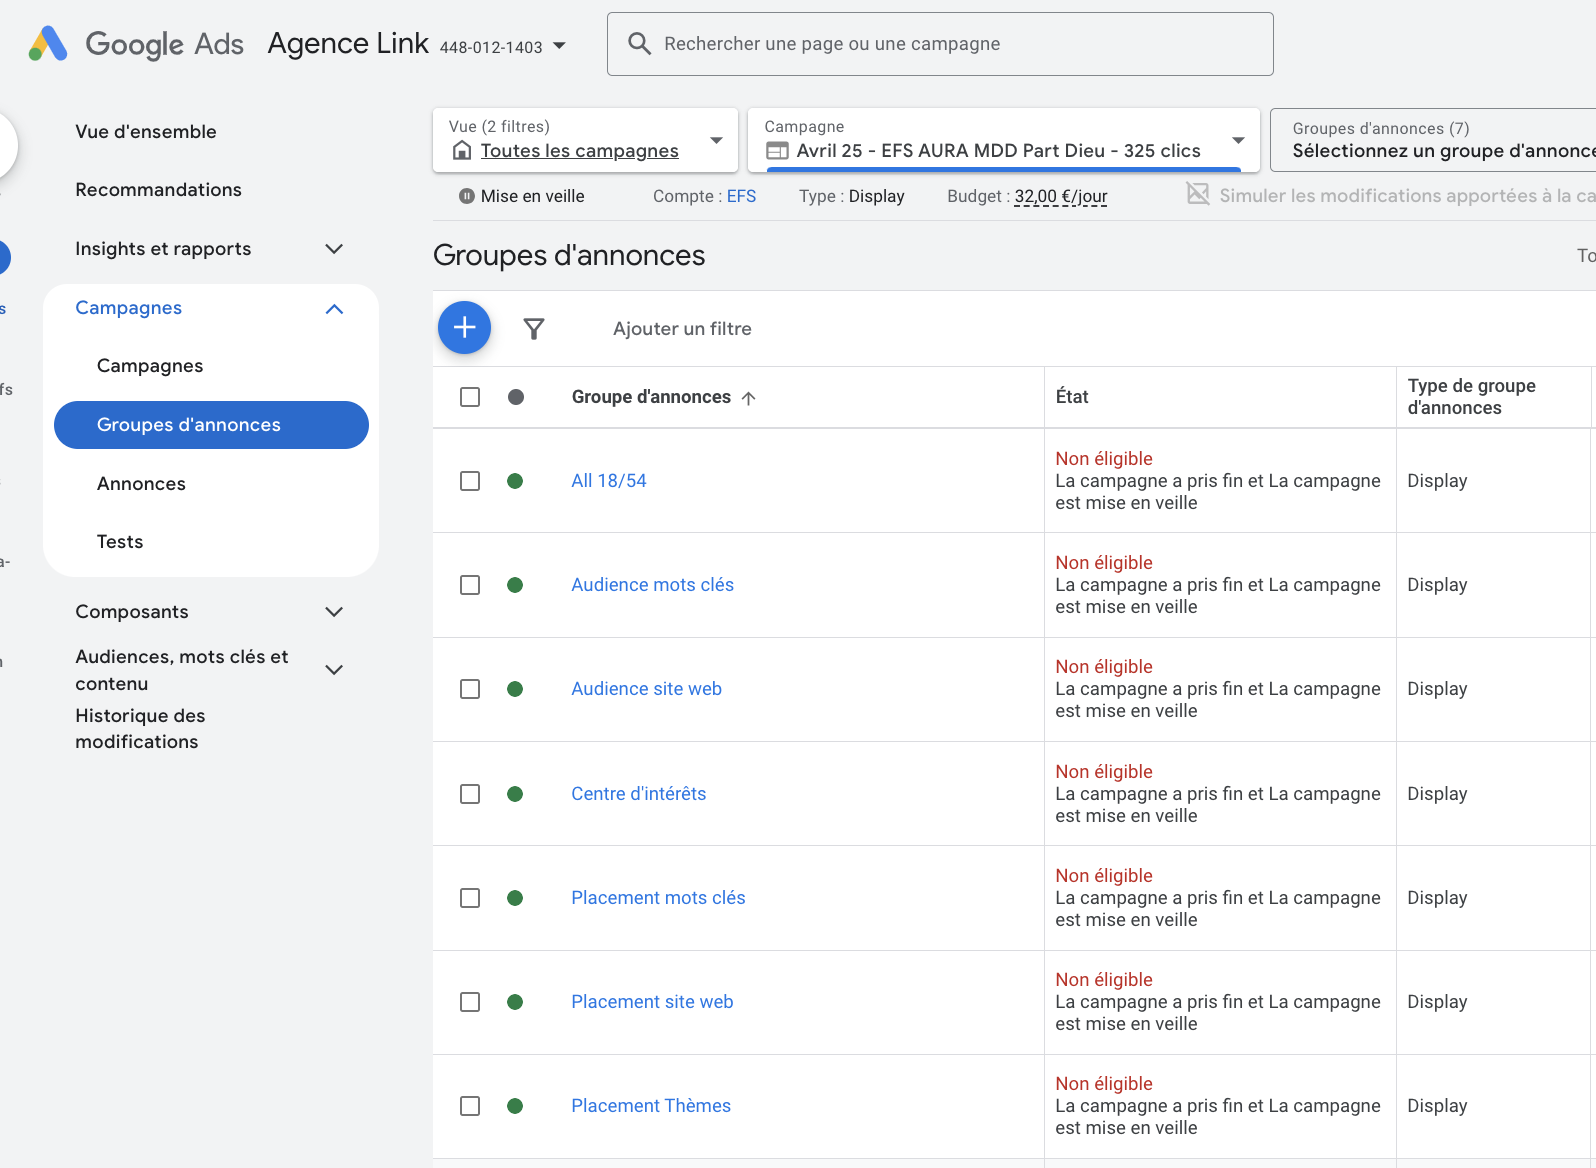 Google Ads Agence Link 448-012-1403
Rechercher une page ou une campagne
Vue d'ensemble
Recommandations
Insights et rapports
Campagnes
Campagnes
Groupes d'annonces
Annonces
Tests
Composants
Audiences, mots clés et
contenu
Historique des
modifications
Vue (2 filtres)
Toutes les campagnes
Campagne
Avril 25 - EFS AURA MDD Part Dieu - 325 clics
Groupes d'annonces (7)
Sélectionnez un groupe d'annonce
Mise en veille
Compte : EFS
Type : Display
Budget : 32,00 €/jour
Simuler les modifications apportées à la ca
Groupes d'annonces
To
Ajouter un filtre
Groupe d'annonces
État
Type de groupe
d'annonces
All 18/54
Non éligible
La campagne a pris fin et La campagne
est mise en veille
Display
Audience mots clés
Non éligible
La campagne a pris fin et La campagne
est mise en veille
Display
Audience site web
Non éligible
La campagne a pris fin et La campagne
est mise en veille
Display
Centre d'intérêts
Non éligible
La campagne a pris fin et La campagne
est mise en veille
Display
Placement mots clés
Non éligible
La campagne a pris fin et La campagne
est mise en veille
Display
Placement site web
Non éligible
La campagne a pris fin et La campagne
est mise en veille
Display
Placement Thèmes
Non éligible
La campagne a pris fin et La campagne
est mise en veille
Display